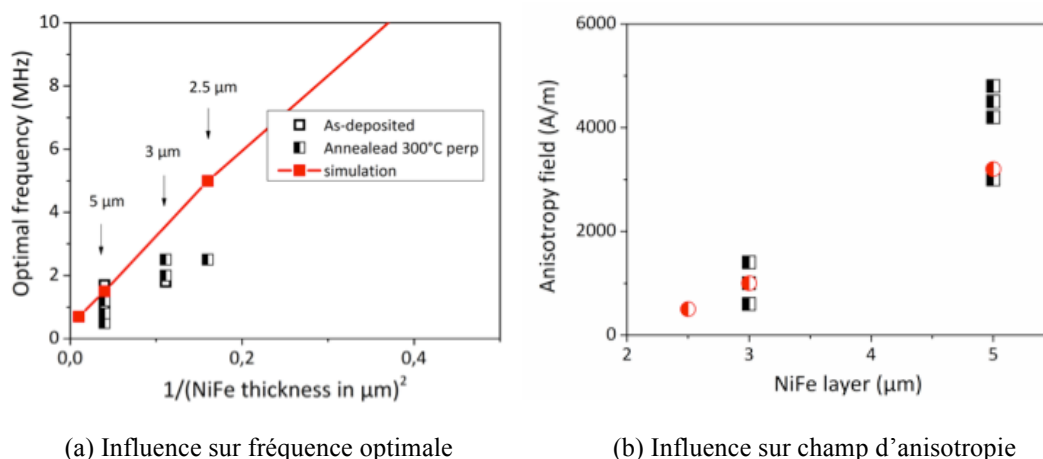 10
8
6
4
2
0
Optimal frequency (MHz)
2.5 µm
3 µm
5 µm
As-deposited
Annealead 300°C perp
simulation
0,0
0,2
0,4
1/(NiFe thickness in µm)²
6000
4000
2000
0
Anisotropy field (A/m)
2
3
4
5
NiFe layer (µm)
(a) Influence sur fréquence optimale
(b) Influence sur champ d’anisotropie